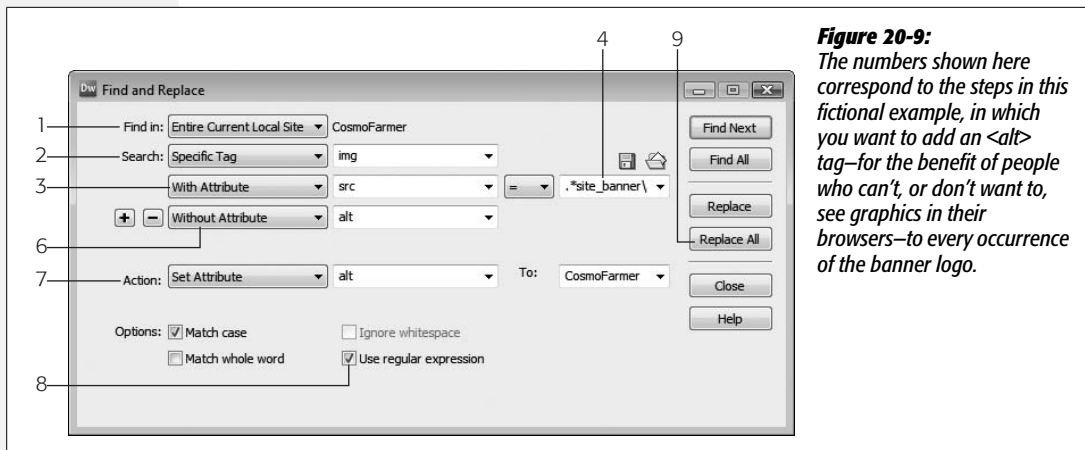 4 9
Dw Find and Replace
1 Find in: Entire Current Local Site CosmoFarmer Find Next
2 Search: Specific Tag img Find All
3 With Attribute src = .*site_banner\ Replace
+ - Without Attribute alt Replace All
6
7 Action: Set Attribute alt To: CosmoFarmer Close
Help
Options: Match case Ignore whitespace
Match whole word Use regular expression
8
Figure 20-9:
The numbers shown here
correspond to the steps in this
fictional example, in which
you want to add an <alt>
tag—for the benefit of people
who can't, or don't want to,
see graphics in their
browsers—to every occurrence
of the banner logo.